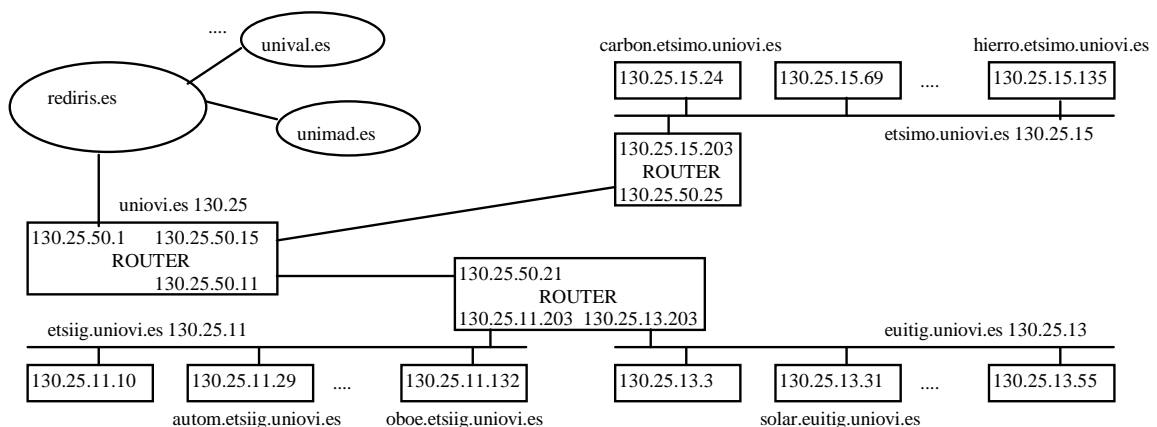 ....
unival.es
carbon.etsimo.uniovi.es
hierro.etsimo.uniovi.es
130.25.15.24
130.25.15.69
....
130.25.15.135
rediris.es
unimad.es
etsimo.uniovi.es 130.25.15
130.25.15.203
ROUTER
130.25.50.25
uniovi.es 130.25
130.25.50.1
130.25.50.15
ROUTER
130.25.50.11
130.25.50.21
ROUTER
130.25.11.203
130.25.13.203
etsiig.uniovi.es 130.25.11
euitig.uniovi.es 130.25.13
130.25.11.10
130.25.11.29
....
130.25.11.132
130.25.13.3
130.25.13.31
....
130.25.13.55
autom.etsiig.uniovi.es
oboe.etsiig.uniovi.es
solar.euitig.uniovi.es